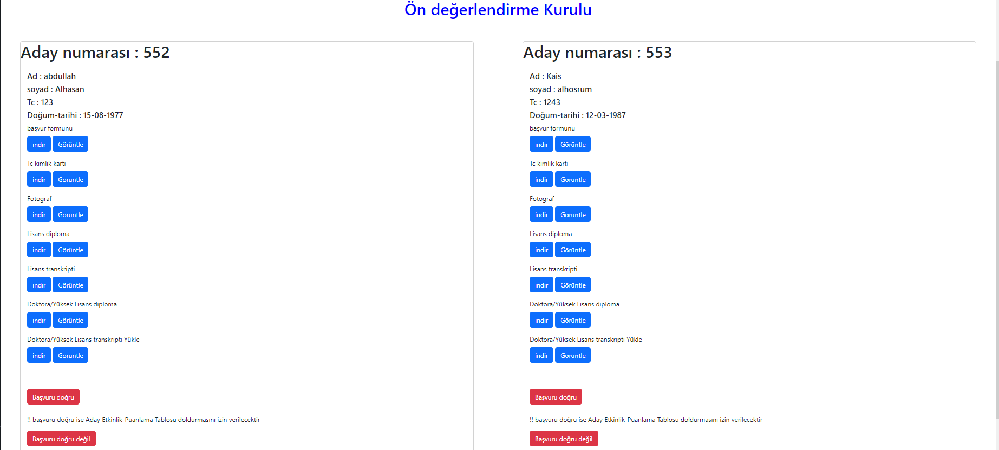 Ön değerlendirme Kurulu
Aday numarası : 552
Ad : abdullah
soyad : Alhasan
Tc : 123
Doğum-tarihi : 15-08-1977
başvur formunu
indir Görüntle
Tc kimlik kartı
indir Görüntle
Fotograf
indir Görüntle
Lisans diploma
indir Görüntle
Lisans transkripti
indir Görüntle
Doktora/Yüksek Lisans diploma
indir Görüntle
Doktora/Yüksek Lisans transkripti Yükle
indir Görüntle
Başvuru doğru
!! başvuru doğru ise Aday Etkinlik-Puanlama Tablosu doldurmasını izin verilecektir
Başvuru doğru değil
Aday numarası : 553
Ad : Kais
soyad : alhosrum
Tc : 1243
Doğum-tarihi : 12-03-1987
başvur formunu
indir Görüntle
Tc kimlik kartı
indir Görüntle
Fotograf
indir Görüntle
Lisans diploma
indir Görüntle
Lisans transkripti
indir Görüntle
Doktora/Yüksek Lisans diploma
indir Görüntle
Doktora/Yüksek Lisans transkripti Yükle
indir Görüntle
Başvuru doğru
!! başvuru doğru ise Aday Etkinlik-Puanlama Tablosu doldurmasını izin verilecektir
Başvuru doğru değil